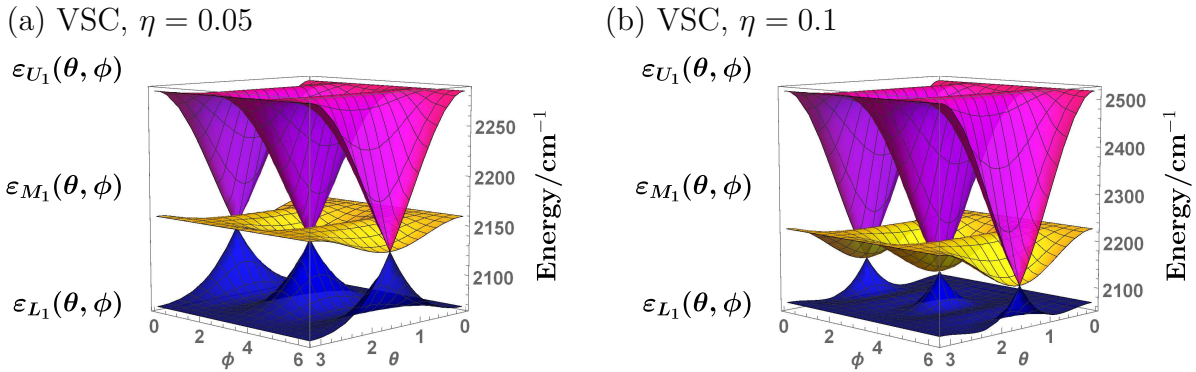 (a) VSC, η = 0.05
ε_{U_1}(θ, ϕ)
ε_{M_1}(θ, ϕ)
ε_{L_1}(θ, ϕ)
2250
2200
2150
2100
Energy/cm⁻¹
0 2 4 6
ϕ
3 2 1 0
θ
(b) VSC, η = 0.1
ε_{U_1}(θ, ϕ)
ε_{M_1}(θ, ϕ)
ε_{L_1}(θ, ϕ)
2500
2400
2300
2200
2100
Energy/cm⁻¹
0 2 4 6
ϕ
3 2 1 0
θ